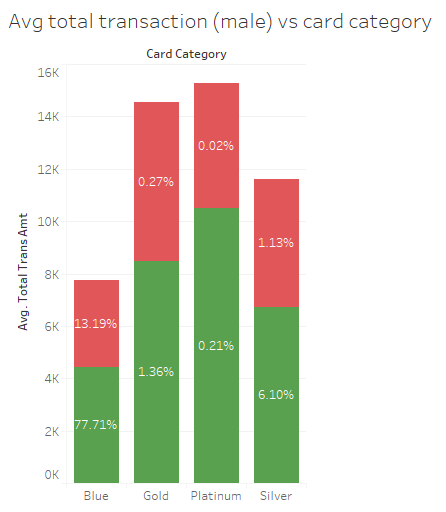 Avg total transaction (male) vs card category
Card Category
Avg. Total Trans Amt
16K
14K
12K
10K
8K
6K
4K
2K
0K
13.19%
77.71%
0.27%
1.36%
0.02%
0.21%
1.13%
6.10%
Blue
Gold
Platinum
Silver